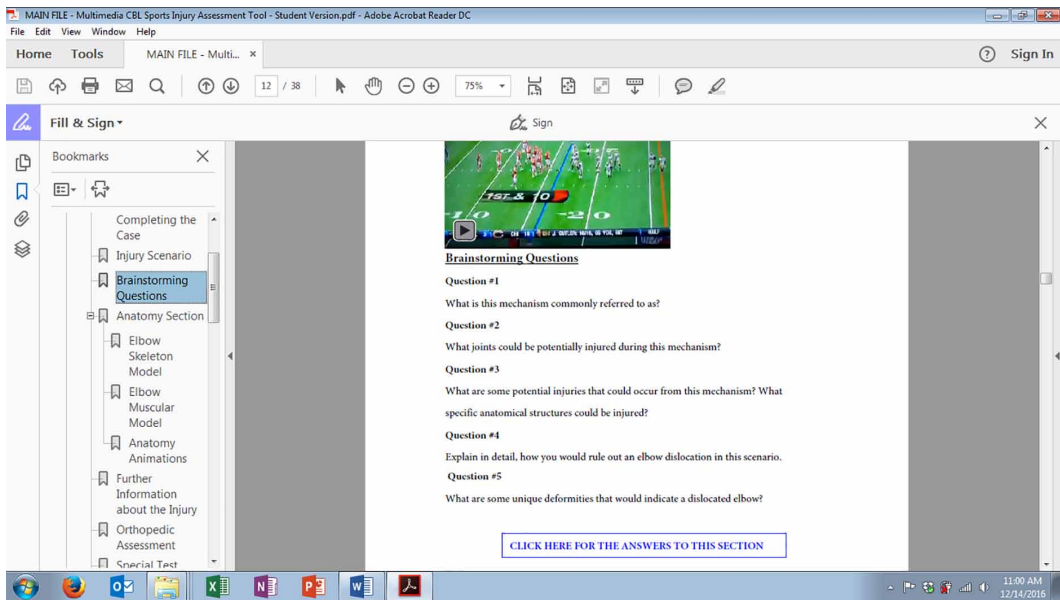 MAIN FILE - Multimedia CBL Sports Injury Assessment Tool - Student Version.pdf - Adobe Acrobat Reader DC
File Edit View Window Help
Home Tools MAIN FILE - Multi... × Sign In
12 / 38 75%
Fill & Sign Sign
Bookmarks
Completing the
Case
Injury Scenario
Brainstorming
Questions
Anatomy Section
Elbow
Skeleton
Model
Elbow
Muscular
Model
Anatomy
Animations
Further
Information
about the Injury
Orthopedic
Assessment
Special Test
1ST & 10
Brainstorming Questions
Question #1
What is this mechanism commonly referred to as?
Question #2
What joints could be potentially injured during this mechanism?
Question #3
What are some potential injuries that could occur from this mechanism? What
specific anatomical structures could be injured?
Question #4
Explain in detail, how you would rule out an elbow dislocation in this scenario.
Question #5
What are some unique deformities that would indicate a dislocated elbow?
CLICK HERE FOR THE ANSWERS TO THIS SECTION
11:00 AM
12/14/2016